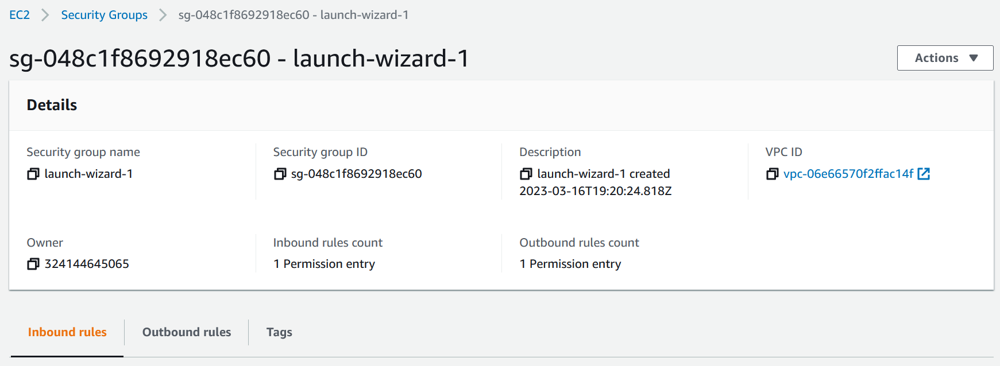 EC2 Security Groups sg-048c1f8692918ec60 - launch-wizard-1
sg-048c1f8692918ec60 - launch-wizard-1
Actions
Details
Security group name
launch-wizard-1
Security group ID
sg-048c1f8692918ec60
Description
launch-wizard-1 created
2023-03-16T19:20:24.818Z
VPC ID
vpc-06e66570f2ffac14f
Owner
324144645065
Inbound rules count
1 Permission entry
Outbound rules count
1 Permission entry
Inbound rules Outbound rules Tags